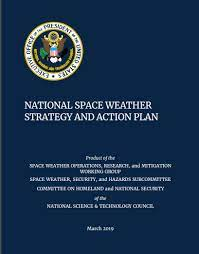 EXECUTIVE OFFICE OF THE PRESIDENT OF THE UNITED STATES
NATIONAL SPACE WEATHER
STRATEGY AND ACTION PLAN
Product of the
SPACE WEATHER OPERATIONS, RESEARCH, and MITIGATION
WORKING GROUP
SPACE WEATHER, SECURITY, and HAZARDS SUBCOMMITTEE
COMMITTEE ON HOMELAND and NATIONAL SECURITY
of the
NATIONAL SCIENCE & TECHNOLOGY COUNCIL
March 2019